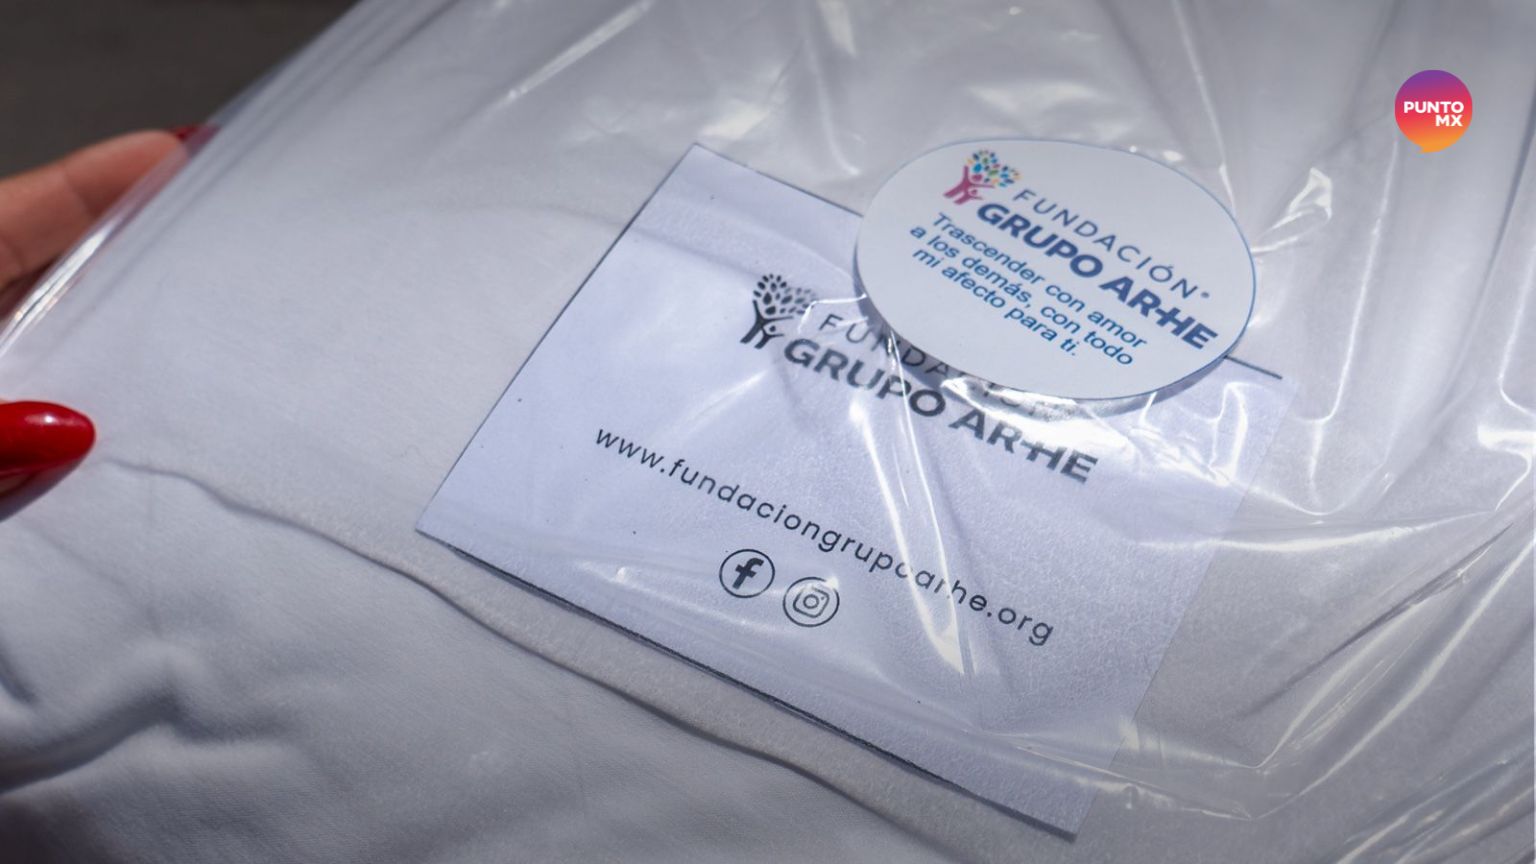 PUNTO
MX
FUNDACIÓN®
GRUPO AR-HE
Trascender con amor
a los demás, con todo
mi afecto para ti.
FUNDACIÓN
GRUPO AR-HE
www.fundaciongrupoarhe.org